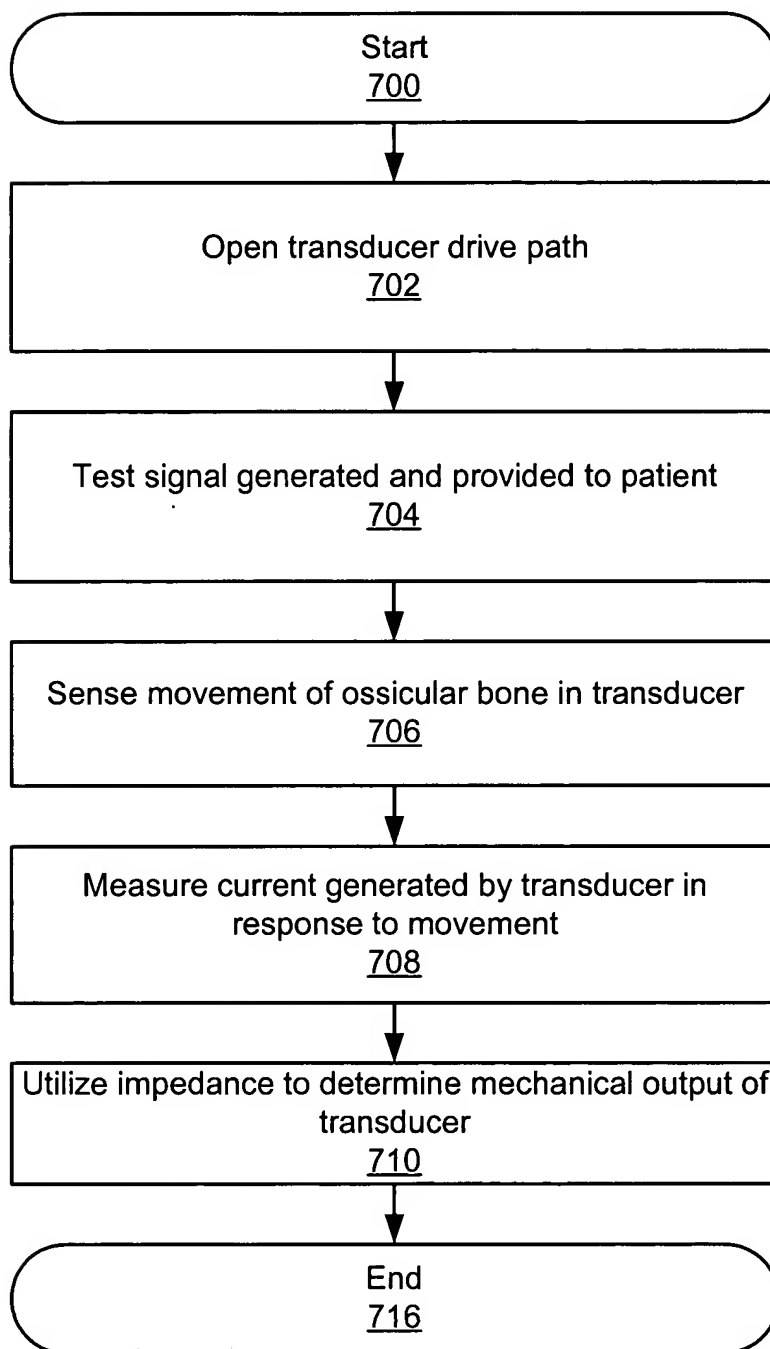 Start
700
Open transducer drive path
702
Test signal generated and provided to patient
704
Sense movement of ossicular bone in transducer
706
Measure current generated by transducer in
response to movement
708
Utilize impedance to determine mechanical output of
transducer
710
End
716